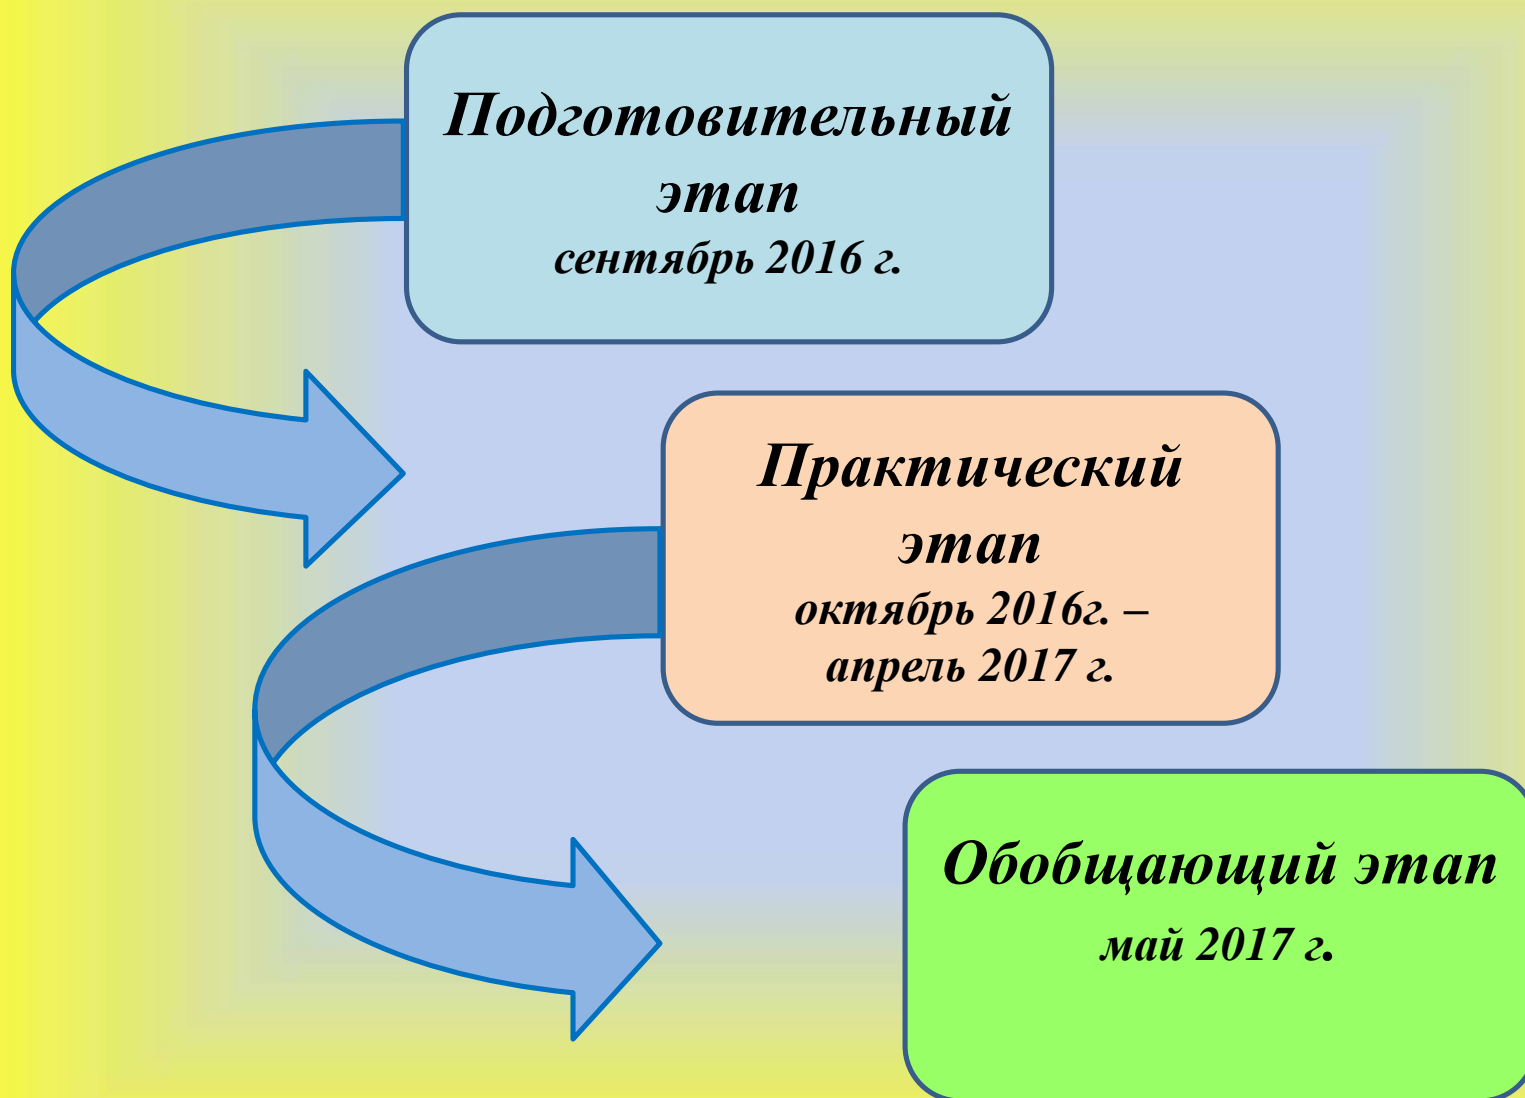 Подготовительный
этап
сентябрь 2016 г.
Практический
этап
октябрь 2016г. –
апрель 2017 г.
Обобщающий этап
май 2017 г.